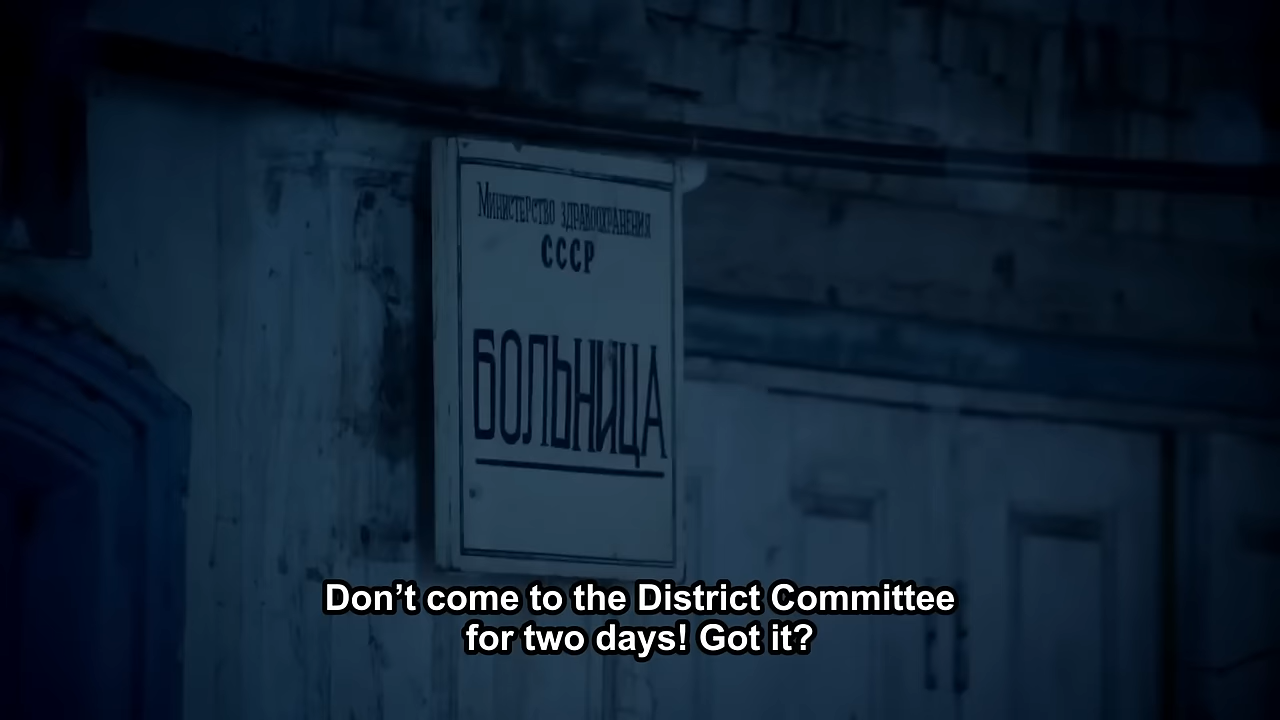 Министерство здравоохранения
СССР
БОЛЬНИЦА
Don’t come to the District Committee
for two days! Got it?